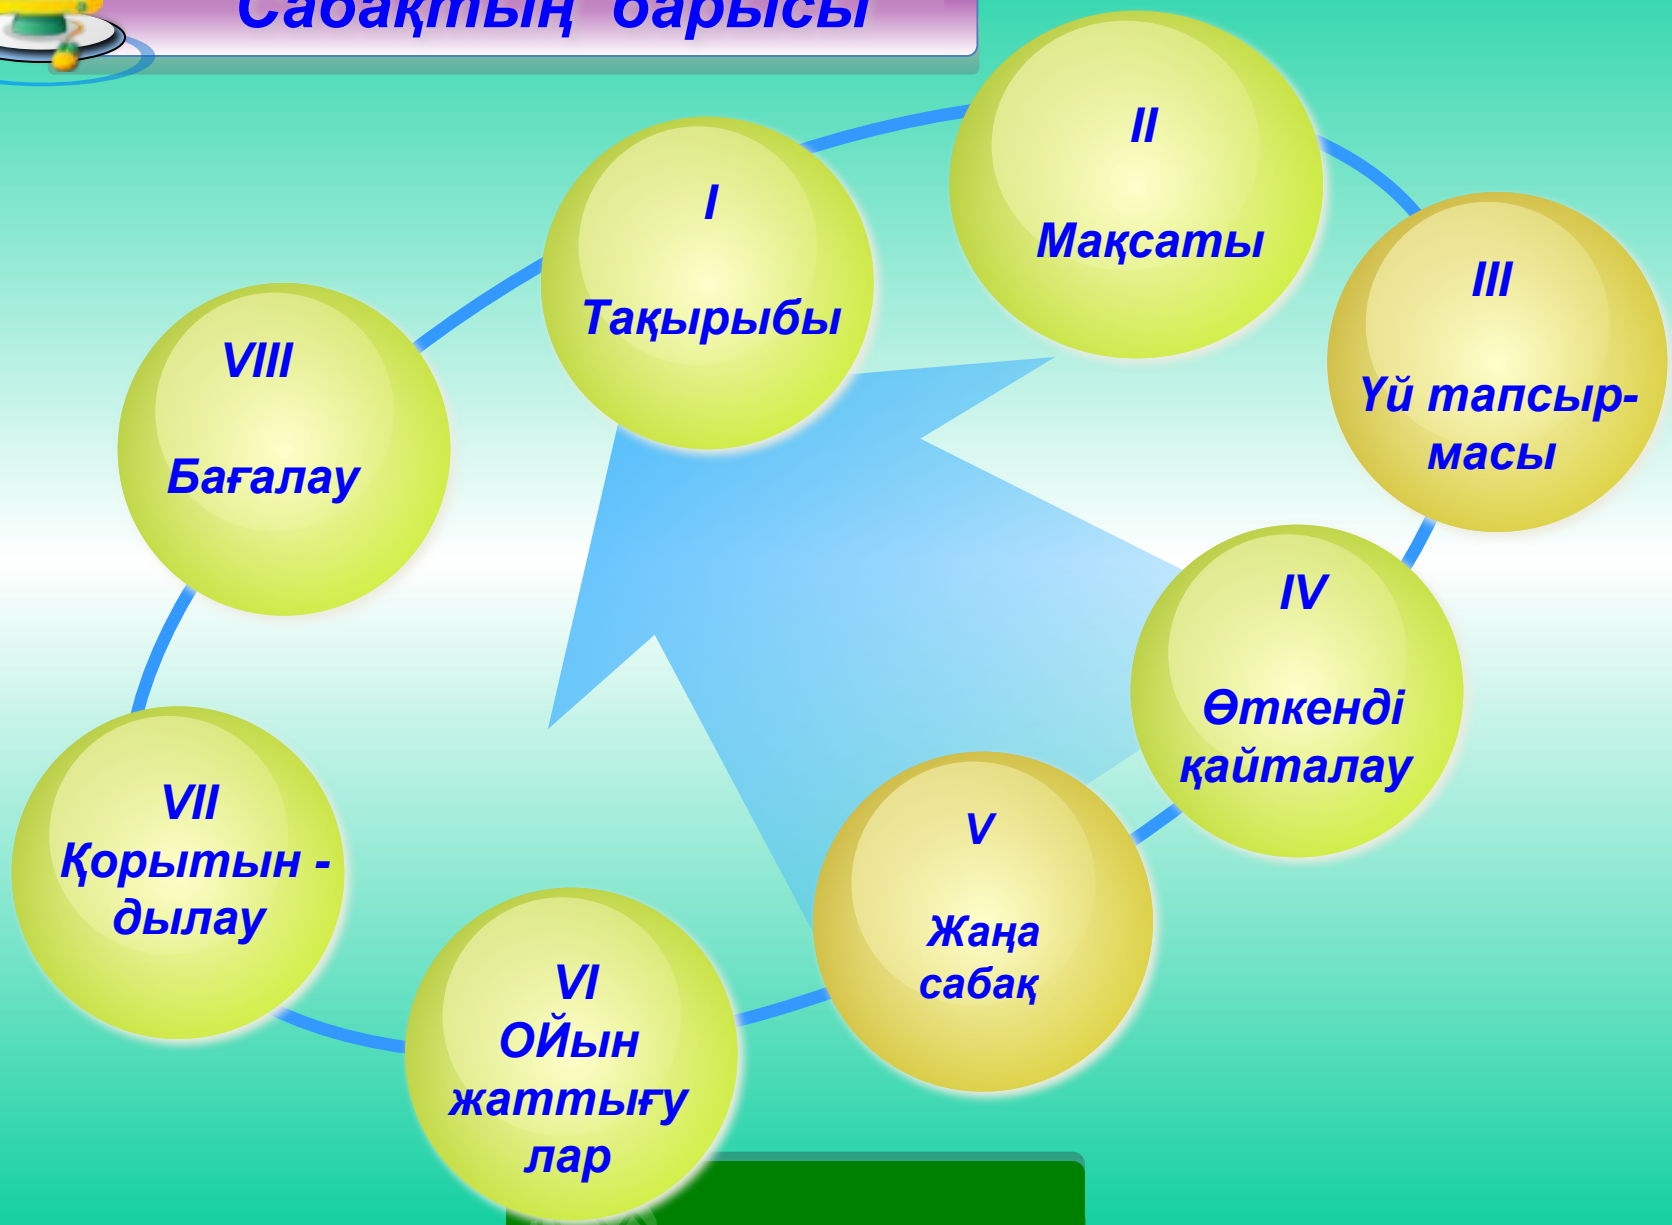 Сабақтың барысы
I
Тақырыбы
II
Мақсаты
III
Үй тапсыр-
масы
IV
Өткенді
қайталау
V
Жаңа
сабақ
VI
ОЙын
жаттығу
лар
VII
Қорытын -
дылау
VIII
Бағалау